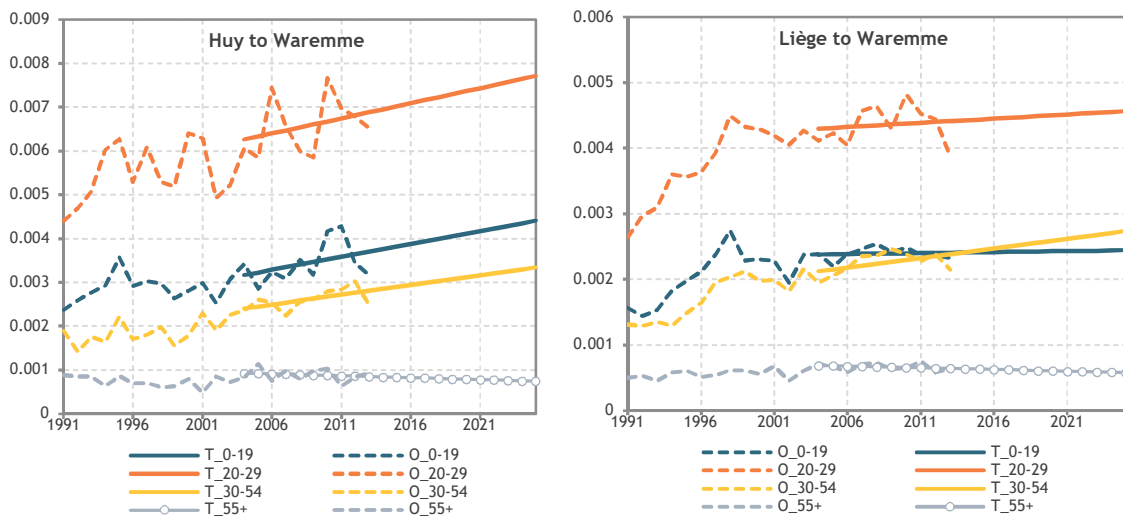 Huy to Waremme
0.009
0.008
0.007
0.006
0.005
0.004
0.003
0.002
0.001
0
1991 1996 2001 2006 2011 2016 2021
T_0-19 O_0-19
T_20-29 O_20-29
T_30-54 O_30-54
T_55+ O_55+
Liège to Waremme
0.006
0.005
0.004
0.003
0.002
0.001
0
1991 1996 2001 2006 2011 2016 2021
O_0-19 T_0-19
O_20-29 T_20-29
O_30-54 T_30-54
O_55+ T_55+